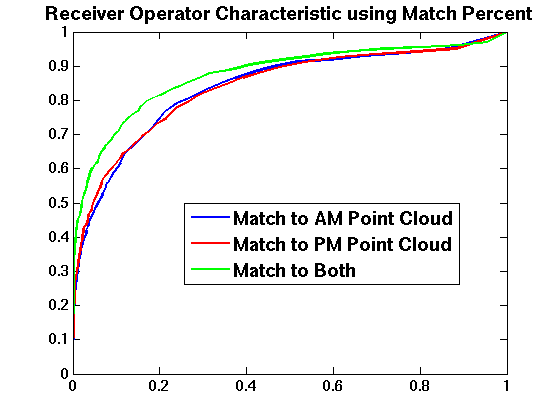 Receiver Operator Characteristic using Match Percent
1
0.9
0.8
0.7
0.6
0.5
0.4
0.3
0.2
0.1
0
Match to AM Point Cloud
Match to PM Point Cloud
Match to Both
0 0.2 0.4 0.6 0.8 1